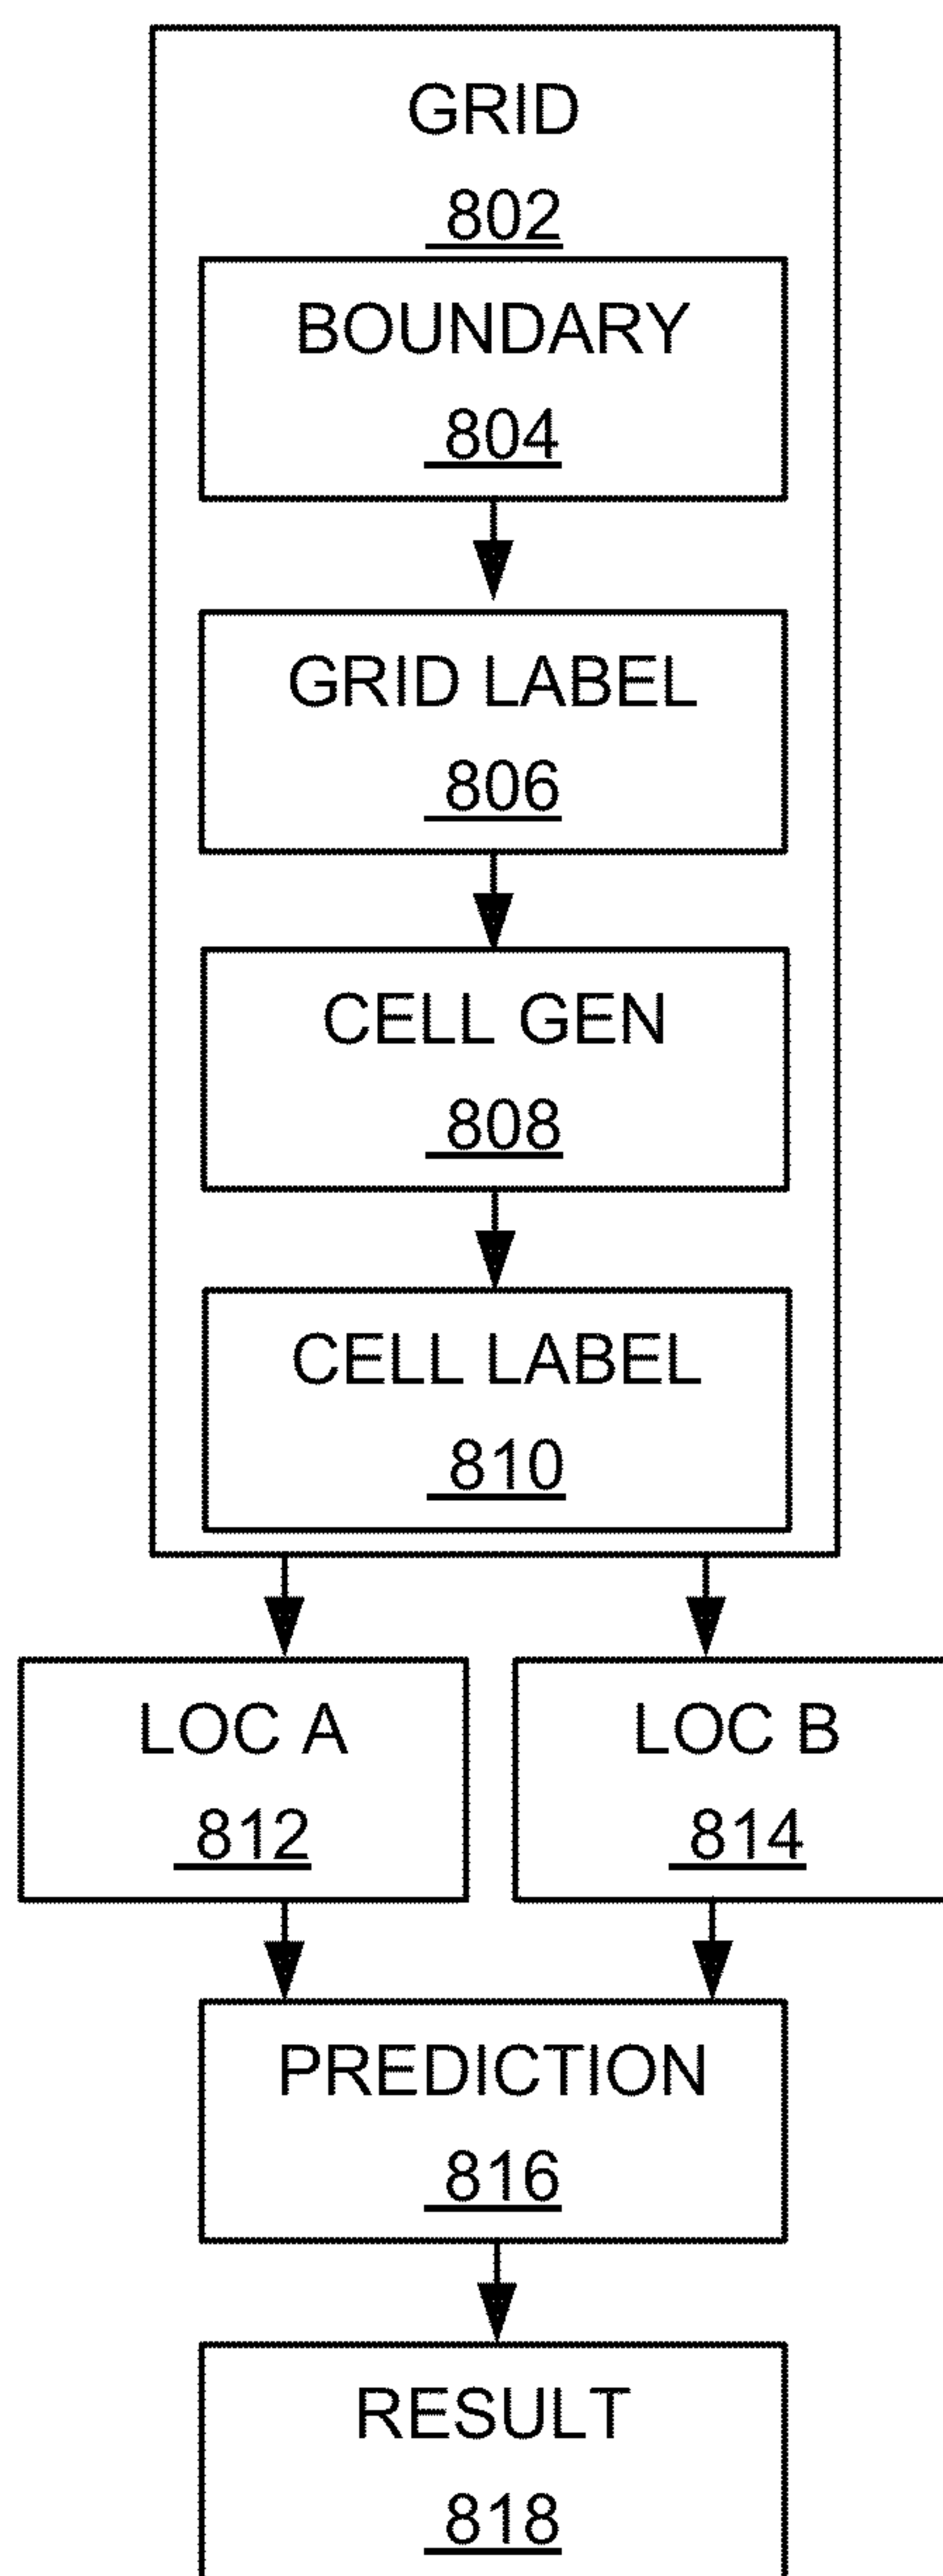 GRID
802
BOUNDARY
804
GRID LABEL
806
CELL GEN
808
CELL LABEL
810
LOC A
812
LOC B
814
PREDICTION
816
RESULT
818